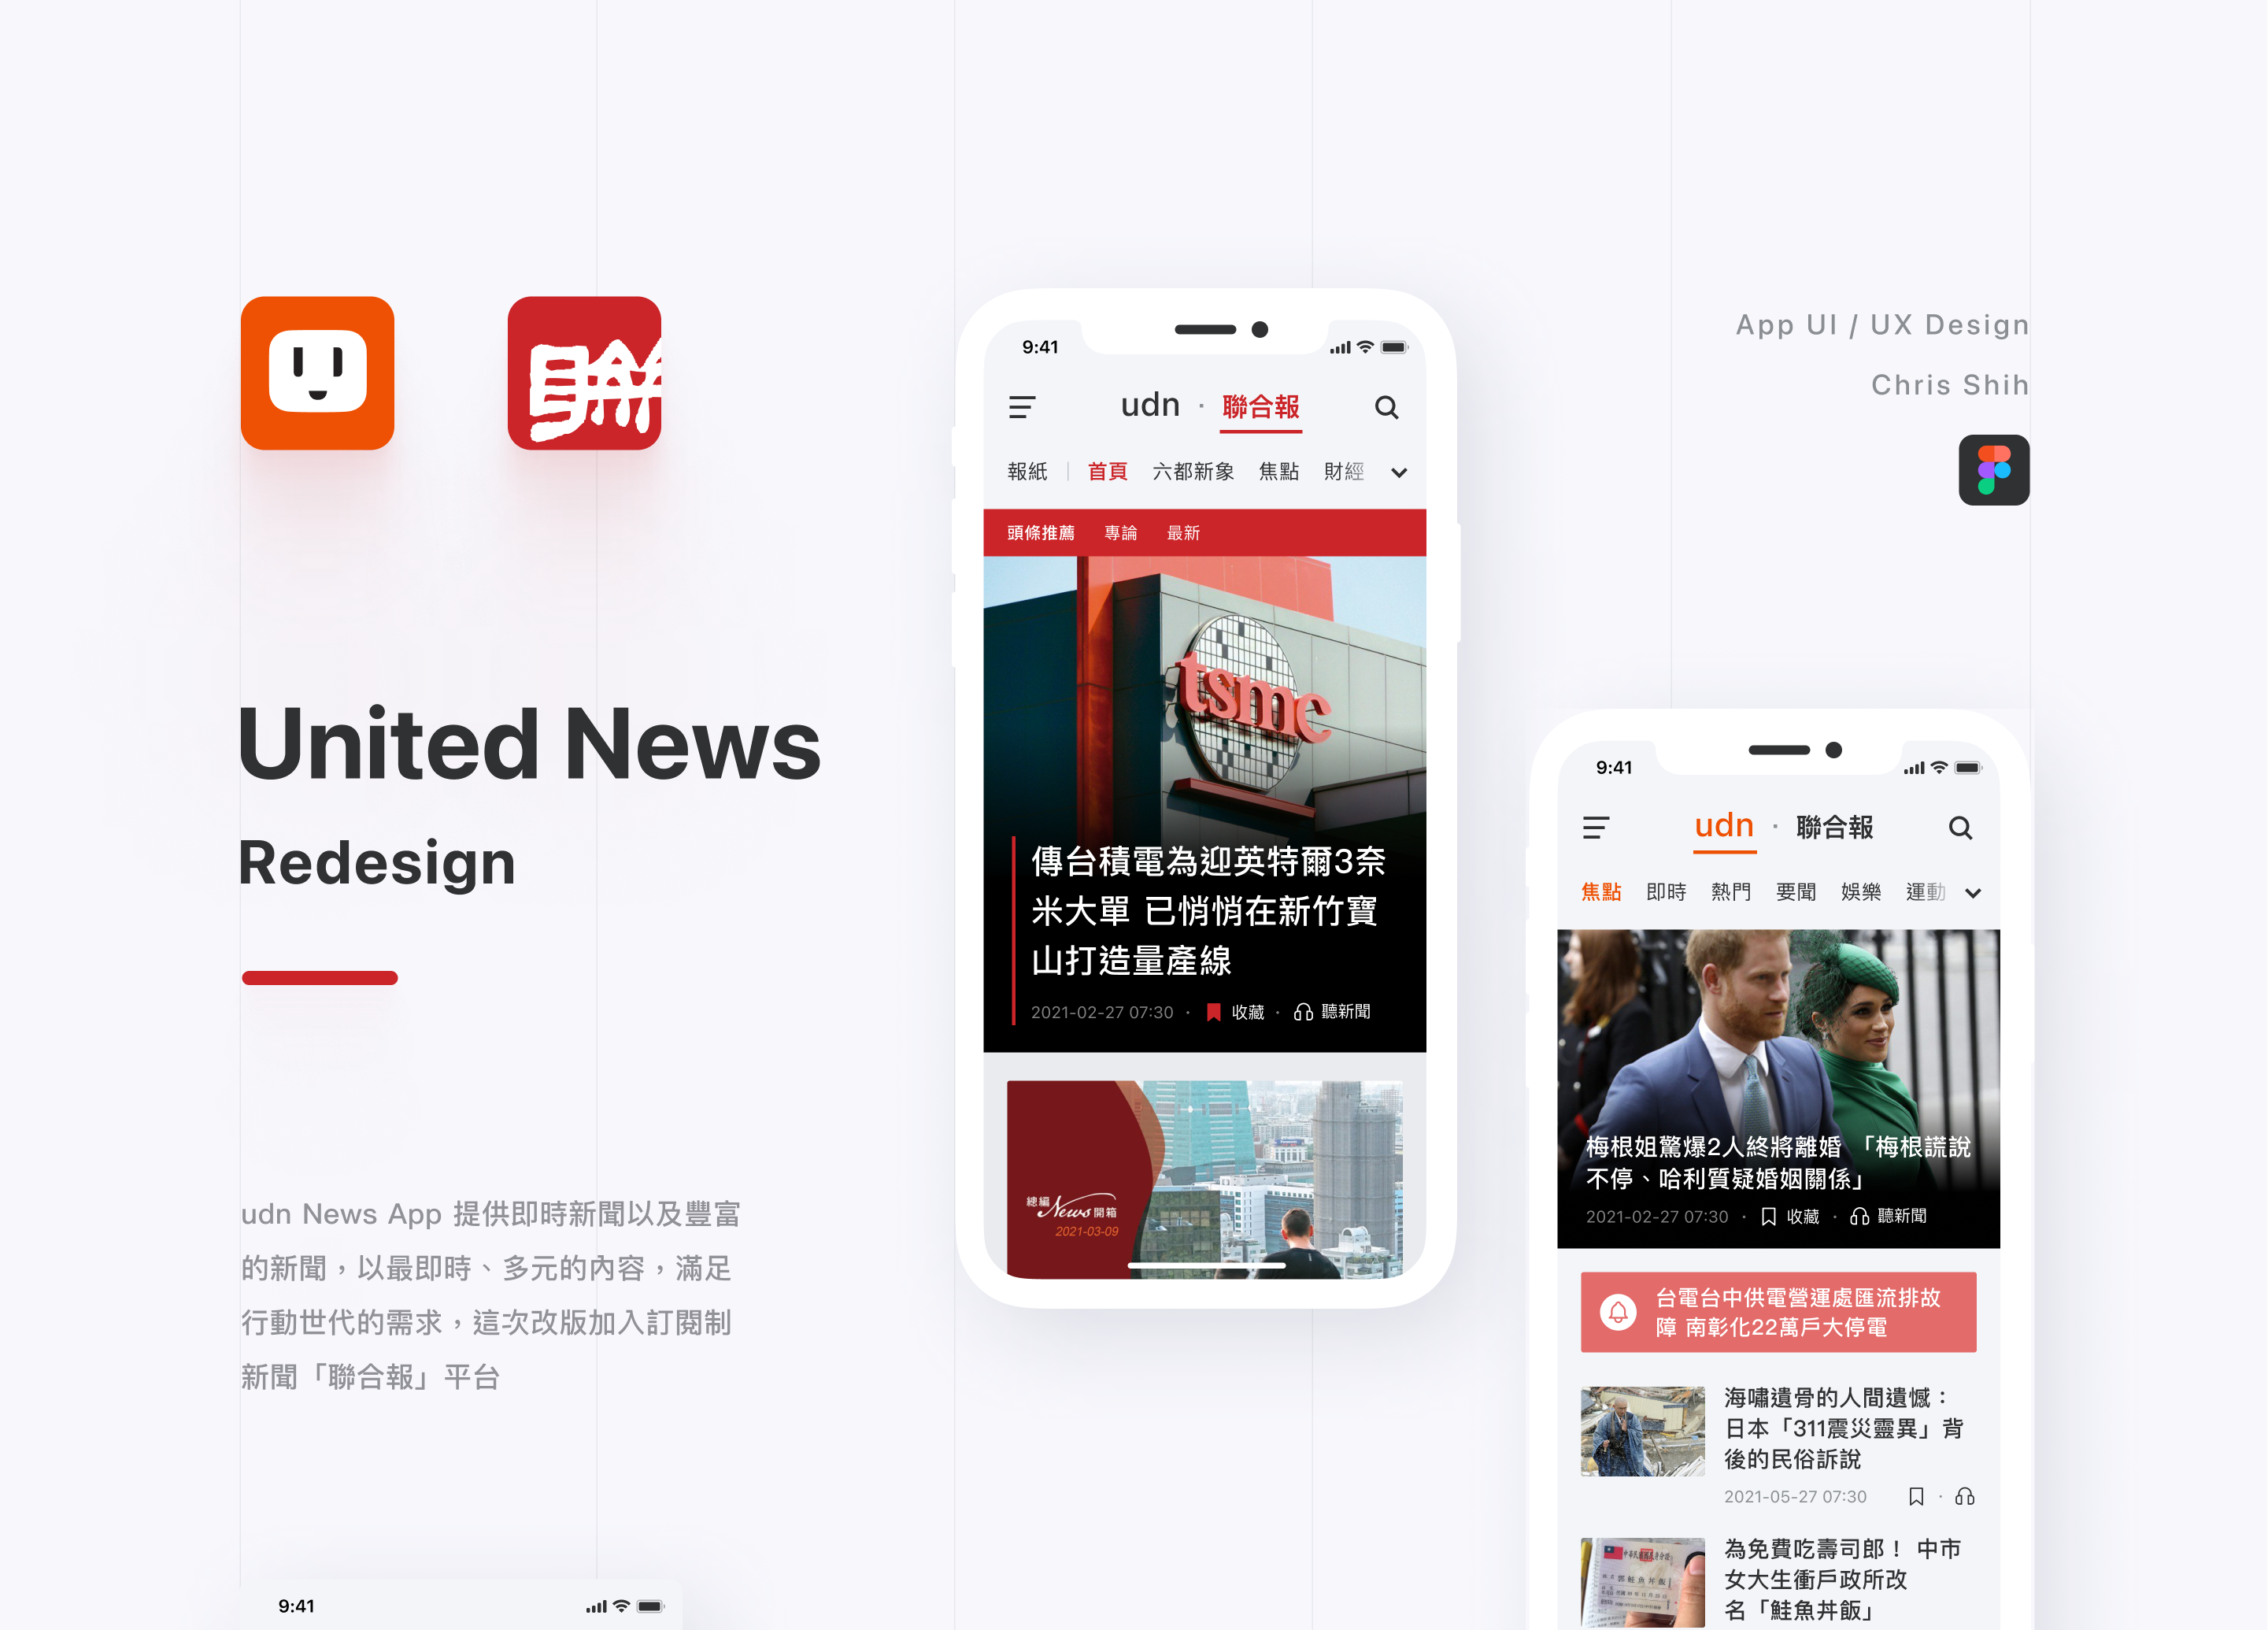 聯
United News
Redesign
udn News App 提供即時新聞以及豐富
的新聞，以最即時、多元的內容，滿足
行動世代的需求，這次改版加入訂閱制
新聞「聯合報」平台
9:41
9:41
udn · 聯合報
報紙 | 首頁 六都新象 焦點 財經
頭條推薦 專論 最新
tsmc
傳台積電為迎英特爾3奈
米大單 已悄悄在新竹寶
山打造量產線
2021-02-27 07:30 · 收藏 · 聽新聞
總編News開箱
2021-03-09
App UI / UX Design
Chris Shih
9:41
udn · 聯合報
焦點 即時 熱門 要聞 娛樂 運動
梅根姐驚爆2人終將離婚 「梅根謊說
不停、哈利質疑婚姻關係」
2021-02-27 07:30 · 收藏 · 聽新聞
台電台中供電營運處匯流排故
障 南彰化22萬戶大停電
海嘯遺骨的人間遺憾：
日本「311震災靈異」背
後的民俗訴說
2021-05-27 07:30
為免費吃壽司郎！ 中市
女大生衝戶政所改
名「鮭魚丼飯」